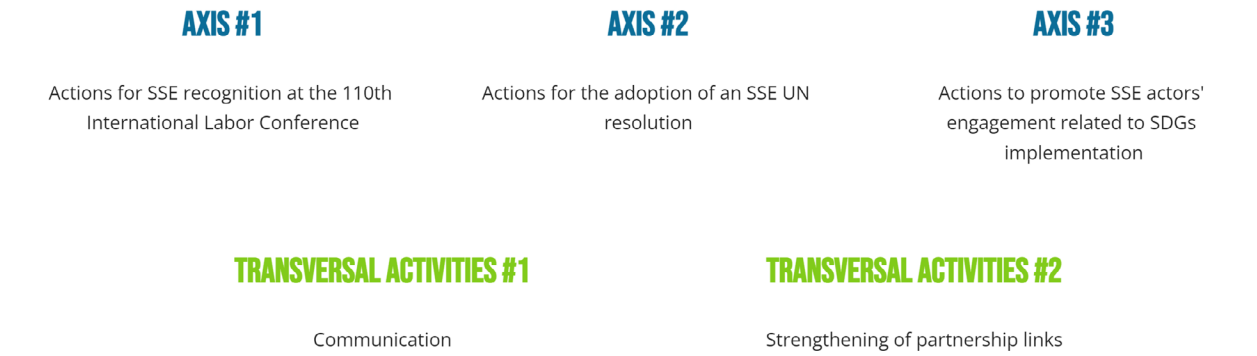 AXIS #1
Actions for SSE recognition at the 110th
International Labor Conference
AXIS #2
Actions for the adoption of an SSE UN
resolution
AXIS #3
Actions to promote SSE actors'
engagement related to SDGs
implementation
TRANSVERSAL ACTIVITIES #1
Communication
TRANSVERSAL ACTIVITIES #2
Strengthening of partnership links